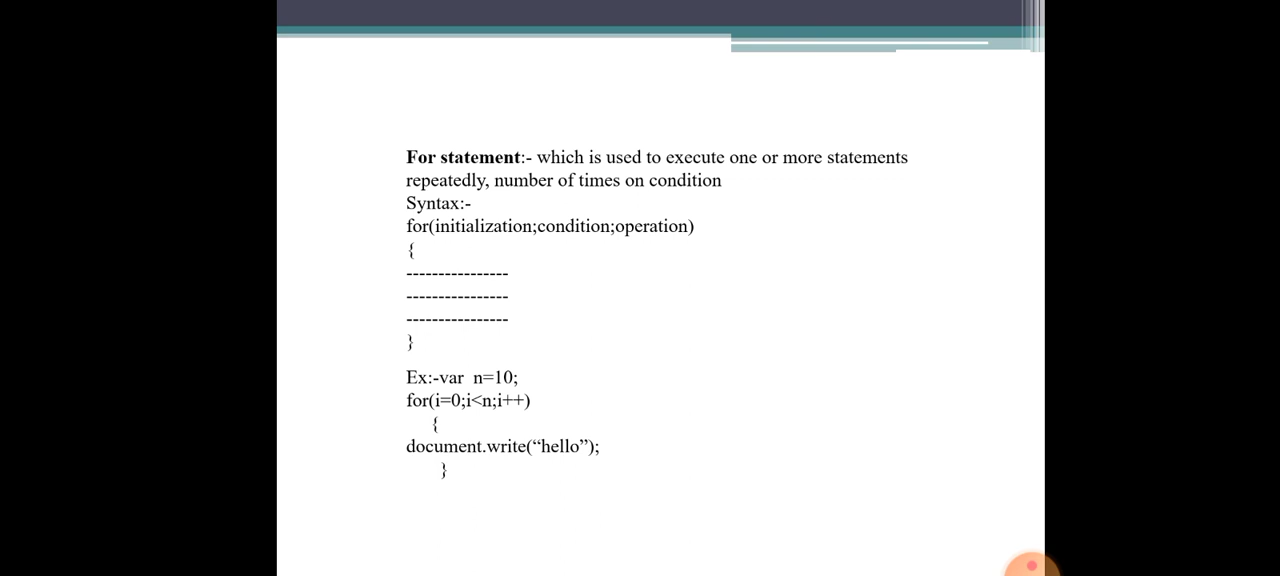 For statement:- which is used to execute one or more statements
repeatedly, number of times on condition
Syntax:-
for(initialization;condition;operation)
{
----------------
----------------
----------------
}
Ex:-var  n=10;
for(i=0;i<n;i++)
{
document.write(“hello”);
}